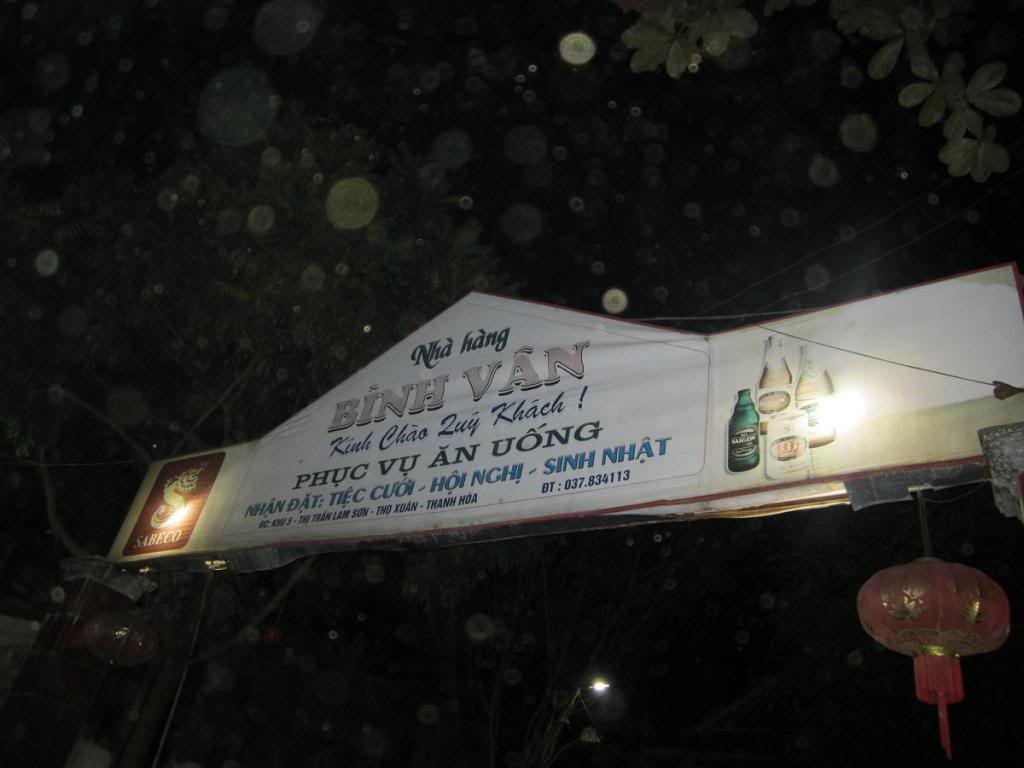 Nhà hàng
BÌNH VÂN
Kính Chào Quý Khách !
PHỤC VỤ ĂN UỐNG
NHẬN ĐẶT: TIỆC CƯỚI - HỘI NGHỊ - SINH NHẬT
ĐC: KHU 5 - THỊ TRẤN LAM SƠN - THỌ XUÂN - THANH HÓA
ĐT : 037.834113
SABECO
SAIGON
333